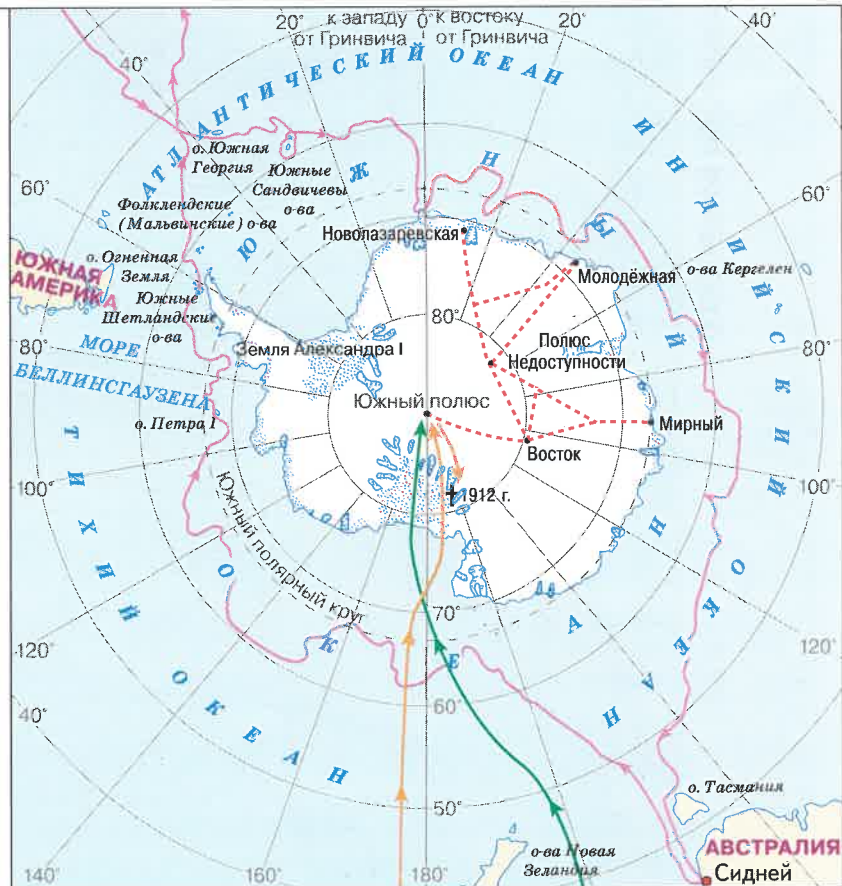 20°
к западу
от Гринвича
0°
к востоку
от Гринвича
20°
40°
40°
АТЛАНТИЧЕСКИЙ ОКЕАН
ИНДИЙСКИЙ ОКЕАН
ЮЖНЫЙ ОКЕАН
ТИХИЙ ОКЕАН
о. Южная
Георгия
Южные
Сандвичевы
о-ва
60°
60°
Фолклендские
(Мальвинские) о-ва
Новолазаревская
о. Огненная
Земля
ЮЖНАЯ
АМЕРИКА
Молодёжная
о-ва Кергелен
Южные
Шетландские
о-ва
80°
80°
80°
Полюс
Недоступности
Земля Александра I
МОРЕ
БЕЛЛИНСГАУЗЕНА
Южный полюс
о. Петра I
Мирный
Восток
100°
100°
1912 г.
Южный полярный круг
70°
120°
120°
60°
40°
50°
о. Тасмания
о-ва Новая
Зеландия
АВСТРАЛИЯ
Сидней
140°
160°
180°
160°